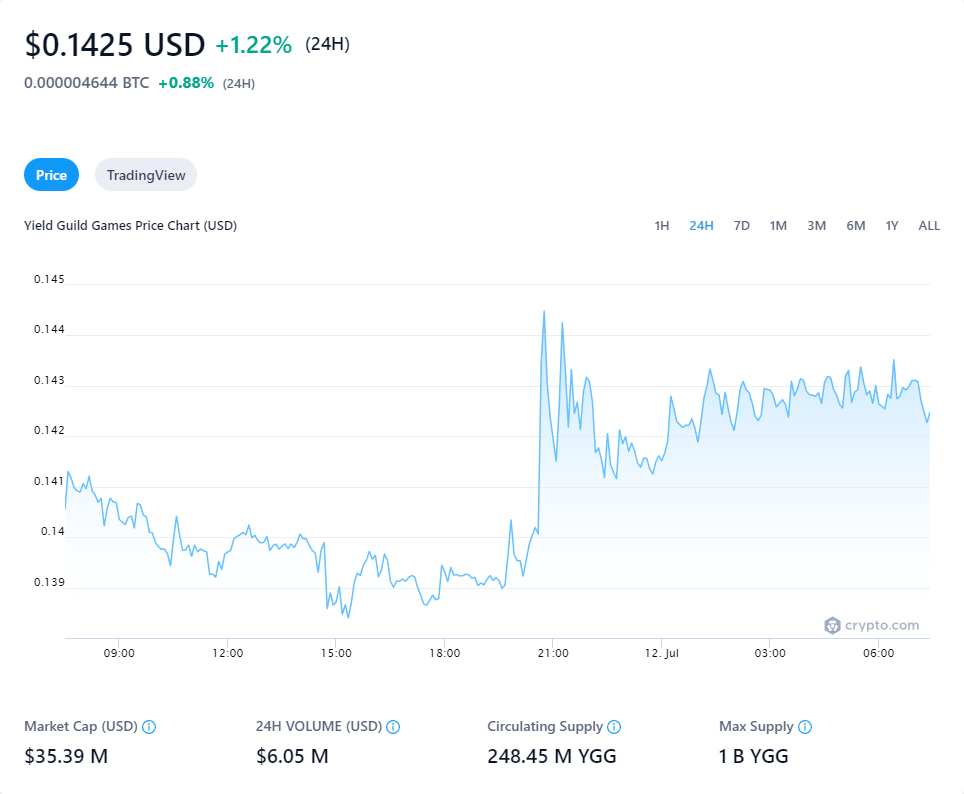 $0.1425 USD +1.22% (24H)
0.000004644 BTC +0.88% (24H)
Price TradingView
Yield Guild Games Price Chart (USD) 1H 24H 7D 1M 3M 6M 1Y ALL
0.145
0.144
0.143
0.142
0.141
0.14
0.139
crypto.com
09:00 12:00 15:00 18:00 21:00 12. Jul 03:00 06:00
Market Cap (USD) 24H VOLUME (USD) Circulating Supply Max Supply
$35.39 M $6.05 M 248.45 M YGG 1 B YGG